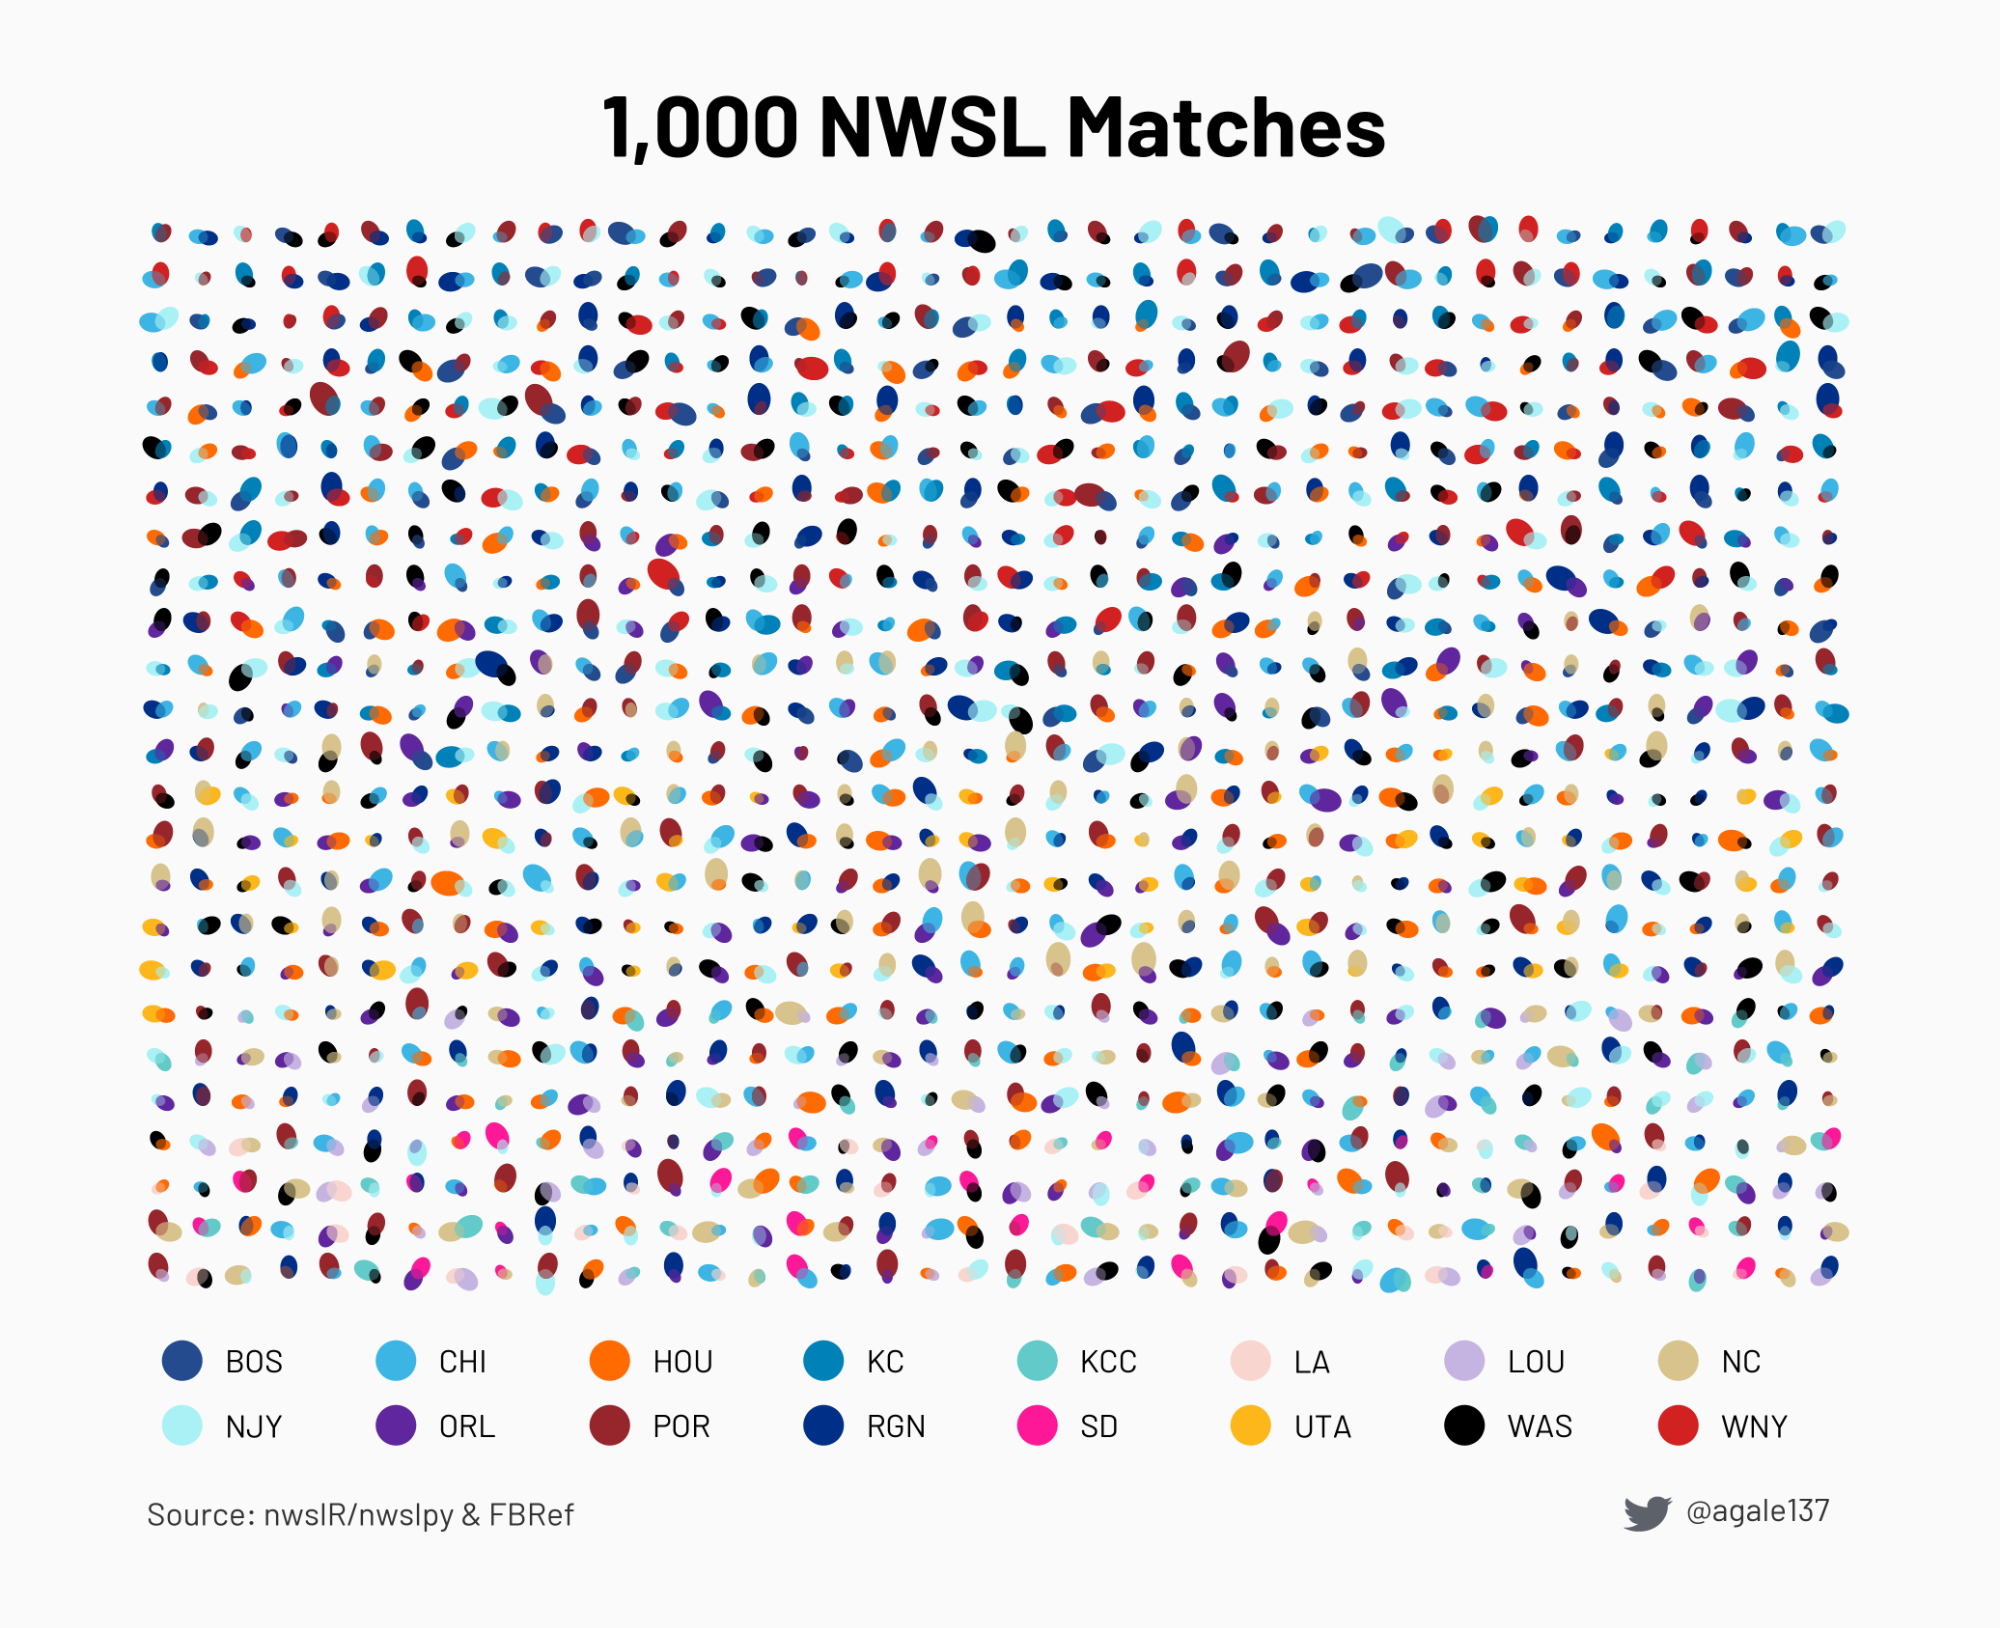 1,000 NWSL Matches
BOS CHI HOU KC KCC LA LOU NC
NJY ORL POR RGN SD UTA WAS WNY
Source: nwslR/nwslpy & FBRef
@agale137